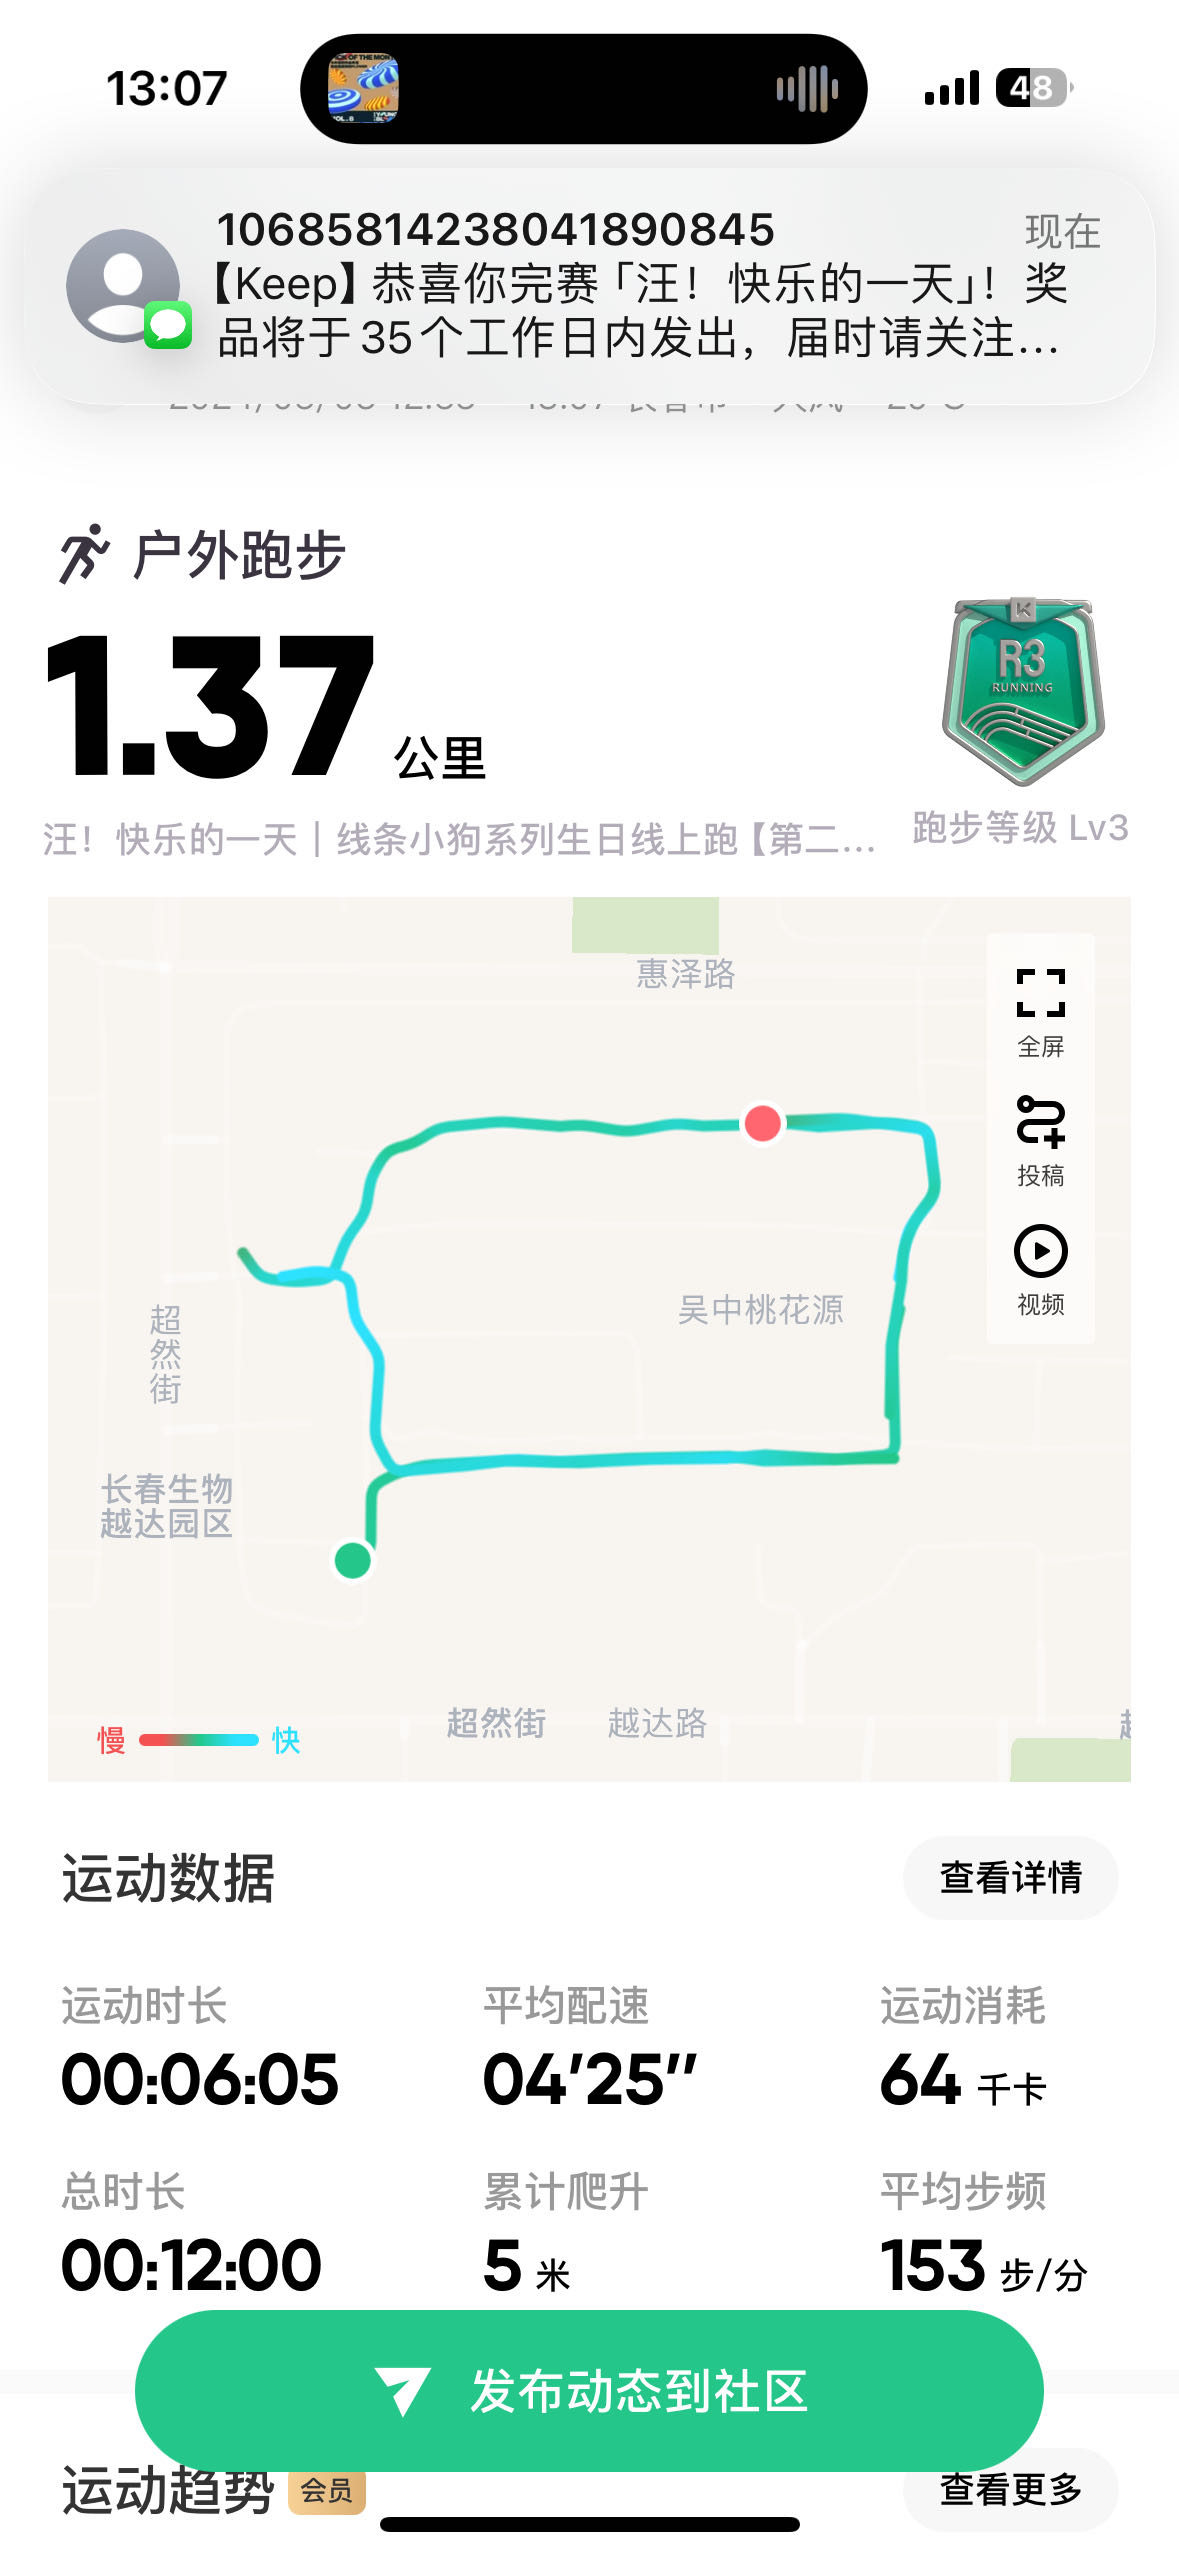 13:07
48
10685814238041890845
现在
【Keep】恭喜你完赛「汪！快乐的一天」！奖
品将于35个工作日内发出，届时请关注...
户外跑步
1.37 公里
R3
RUNNING
汪！快乐的一天｜线条小狗系列生日线上跑【第二...
跑步等级 Lv3
惠泽路
全屏
投稿
视频
吴中桃花源
超然街
长春生物
越达园区
超然街
越达路
慢
快
运动数据
查看详情
运动时长
平均配速
运动消耗
00:06:05
04'25''
64 千卡
总时长
累计爬升
平均步频
00:12:00
5 米
153 步/分
发布动态到社区
运动趋势
会员
查看更多